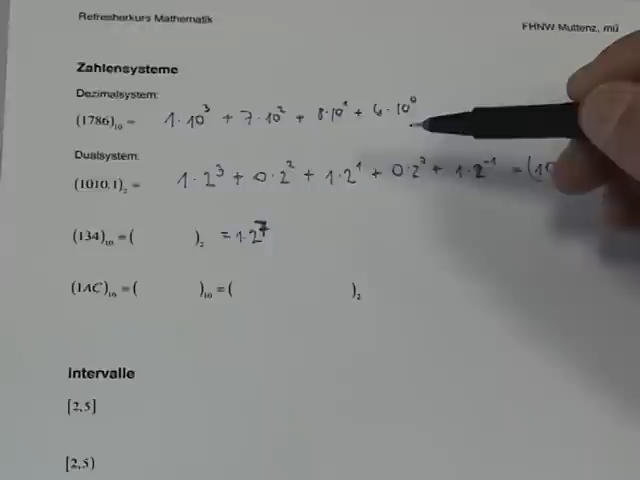 Refresherkurs Mathematik
FHNW Muttenz, mü
Zahlensysteme
Dezimalsystem:
(1786)₁₀ = 1·10³ + 7·10² + 8·10¹ + 6·10⁰
Dualsystem:
(1010.1)₂ = 1·2³ + 0·2² + 1·2¹ + 0·2⁰ + 1·2⁻¹ = (10
(134)₁₀ = ( )₂ = 1·2⁷
(1AC)₁₆ = ( )₁₀ = ( )₂
Intervalle
[2,5]
[2,5)